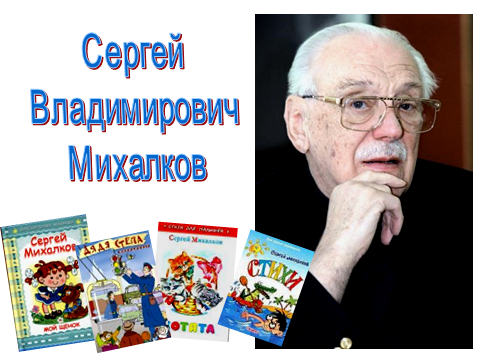 Сергей
Владимирович
Михалков
Сергей
Михалков
МОЙ ЩЕНОК
ДЯДЯ СТЁПА
Сергей Михалков
КОТЯТА
СТИХИ